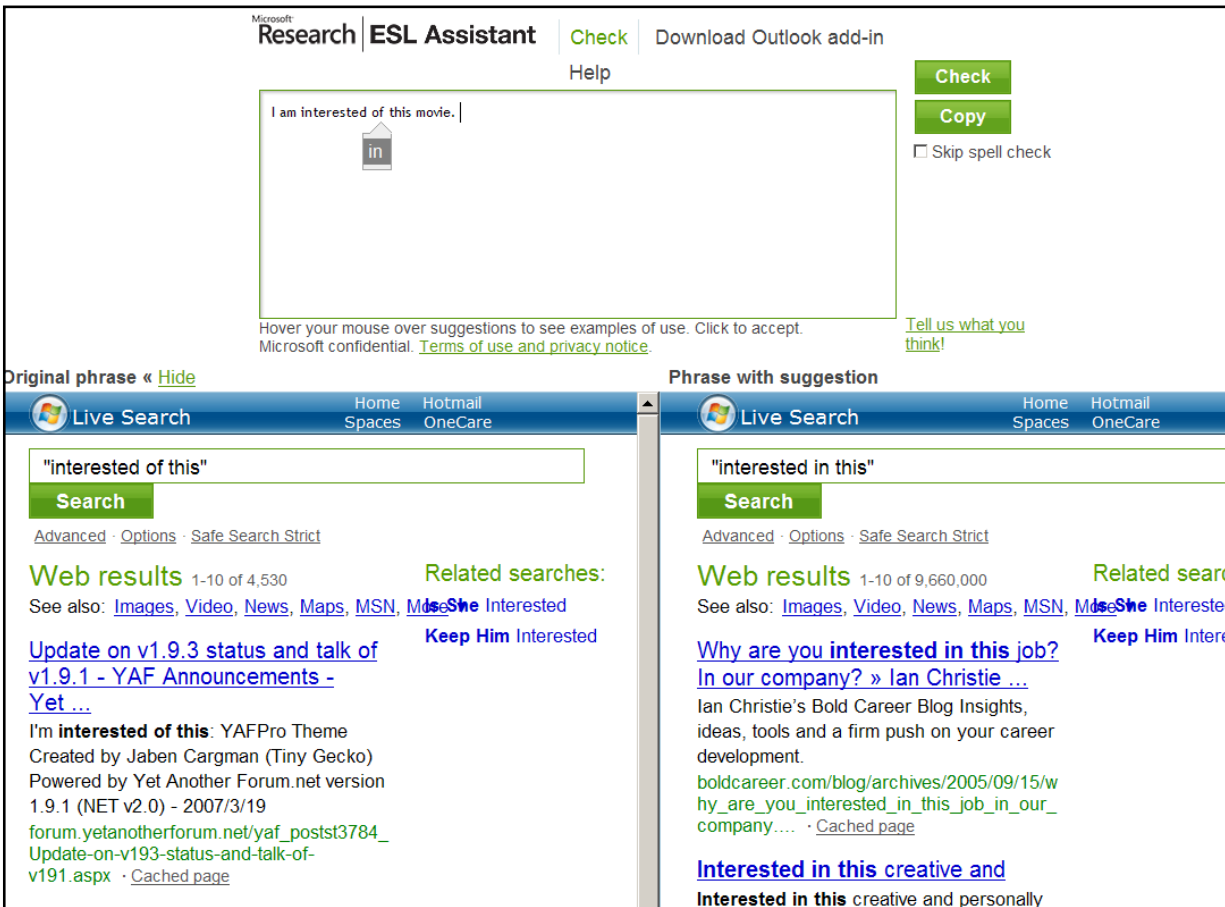 Microsoft
Research | ESL Assistant
Check
Download Outlook add-in
Help
Check
Copy
Skip spell check
I am interested of this movie.
in
Hover your mouse over suggestions to see examples of use. Click to accept.
Microsoft confidential. Terms of use and privacy notice.
Tell us what you
think!
Original phrase « Hide
Live Search
Home Hotmail
Spaces OneCare
"interested of this"
Search
Advanced · Options · Safe Search Strict
Web results 1-10 of 4,530
See also: Images, Video, News, Maps, MSN, More
Related searches:
Is She Interested
Keep Him Interested
Update on v1.9.3 status and talk of
v1.9.1 - YAF Announcements -
Yet ...
I'm interested of this: YAFPro Theme
Created by Jaben Cargman (Tiny Gecko)
Powered by Yet Another Forum.net version
1.9.1 (NET v2.0) - 2007/3/19
forum.yetanotherforum.net/yaf_postst3784_
Update-on-v193-status-and-talk-of-
v191.aspx · Cached page
Phrase with suggestion
Live Search
Home Hotmail
Spaces OneCare
"interested in this"
Search
Advanced · Options · Safe Search Strict
Web results 1-10 of 9,660,000
See also: Images, Video, News, Maps, MSN, More
Related sear
Is She Intereste
Keep Him Inter
Why are you interested in this job?
In our company? » Ian Christie ...
Ian Christie's Bold Career Blog Insights,
ideas, tools and a firm push on your career
development.
boldcareer.com/blog/archives/2005/09/15/w
hy_are_you_interested_in_this_job_in_our_
company.... · Cached page
Interested in this creative and
Interested in this creative and personally